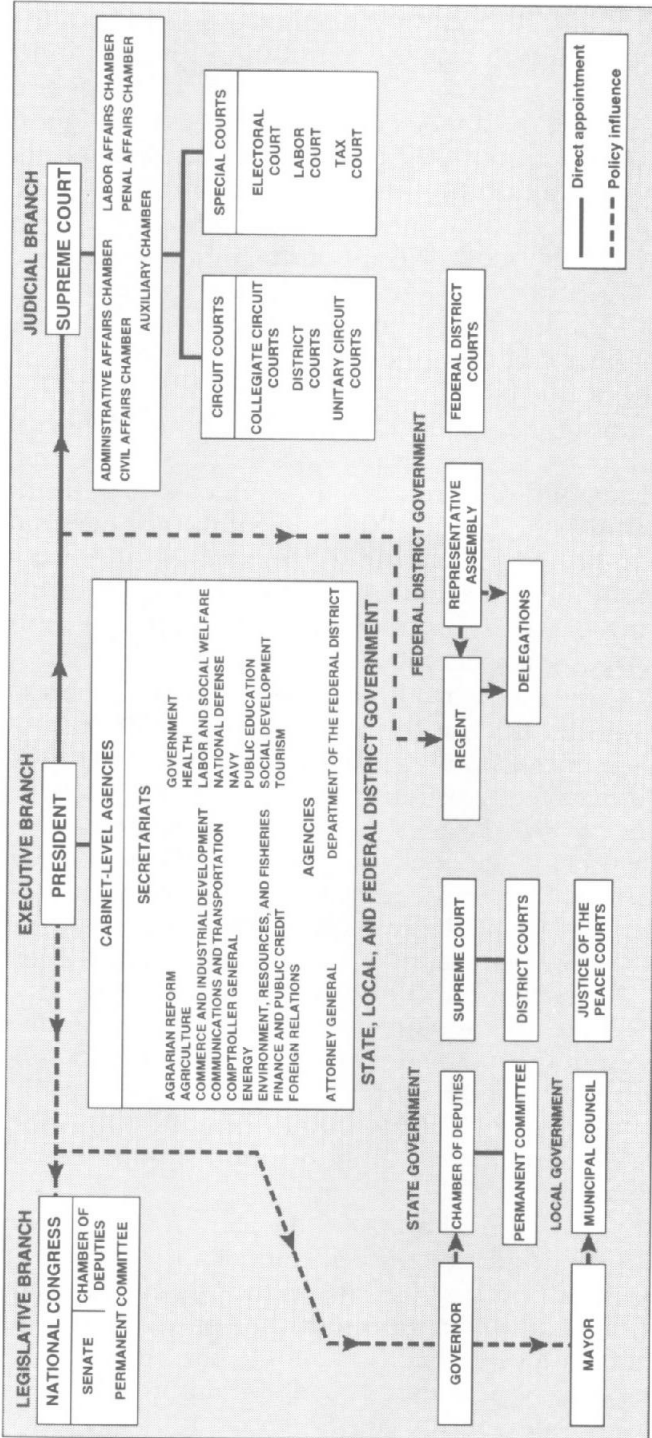 LEGISLATIVE BRANCH
NATIONAL CONGRESS
SENATE
CHAMBER OF
DEPUTIES
PERMANENT COMMITTEE
EXECUTIVE BRANCH
PRESIDENT
CABINET-LEVEL AGENCIES
SECRETARIATS
AGRARIAN REFORM
AGRICULTURE
COMMERCE AND INDUSTRIAL DEVELOPMENT
COMMUNICATIONS AND TRANSPORTATION
COMPTROLLER GENERAL
ENERGY
ENVIRONMENT, RESOURCES, AND FISHERIES
FINANCE AND PUBLIC CREDIT
FOREIGN RELATIONS
GOVERNMENT
HEALTH
LABOR AND SOCIAL WELFARE
NATIONAL DEFENSE
NAVY
PUBLIC EDUCATION
SOCIAL DEVELOPMENT
TOURISM
AGENCIES
ATTORNEY GENERAL
DEPARTMENT OF THE FEDERAL DISTRICT
JUDICIAL BRANCH
SUPREME COURT
ADMINISTRATIVE AFFAIRS CHAMBER
LABOR AFFAIRS CHAMBER
CIVIL AFFAIRS CHAMBER
PENAL AFFAIRS CHAMBER
AUXILIARY CHAMBER
CIRCUIT COURTS
COLLEGIATE CIRCUIT
COURTS
DISTRICT
COURTS
UNITARY CIRCUIT
COURTS
SPECIAL COURTS
ELECTORAL
COURT
LABOR
COURT
TAX
COURT
STATE, LOCAL, AND FEDERAL DISTRICT GOVERNMENT
STATE GOVERNMENT
GOVERNOR
CHAMBER OF DEPUTIES
PERMANENT COMMITTEE
SUPREME COURT
DISTRICT COURTS
LOCAL GOVERNMENT
MAYOR
MUNICIPAL COUNCIL
JUSTICE OF THE
PEACE COURTS
FEDERAL DISTRICT GOVERNMENT
REGENT
REPRESENTATIVE
ASSEMBLY
DELEGATIONS
FEDERAL DISTRICT
COURTS
Direct appointment
Policy influence